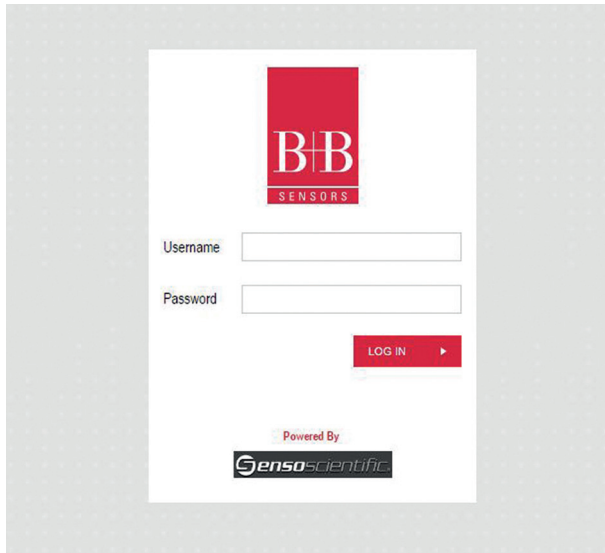 B+B
SENSORS
Username
Password
LOG IN
Powered By
Sensoscientific